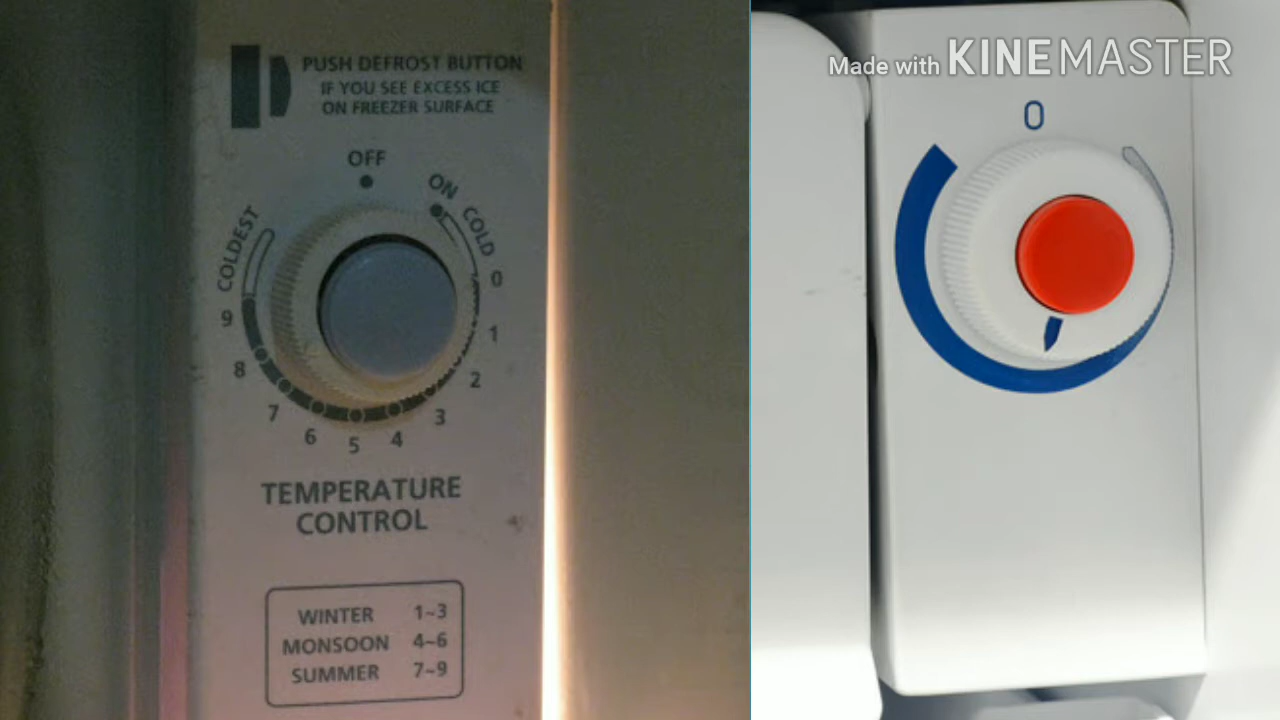 PUSH DEFROST BUTTON
IF YOU SEE EXCESS ICE
ON FREEZER SURFACE
OFF
ON
COLD
COLDEST
0
1
2
3
4
5
6
7
8
9
TEMPERATURE
CONTROL
WINTER 1~3
MONSOON 4~6
SUMMER 7~9
Made with KINEMASTER
0